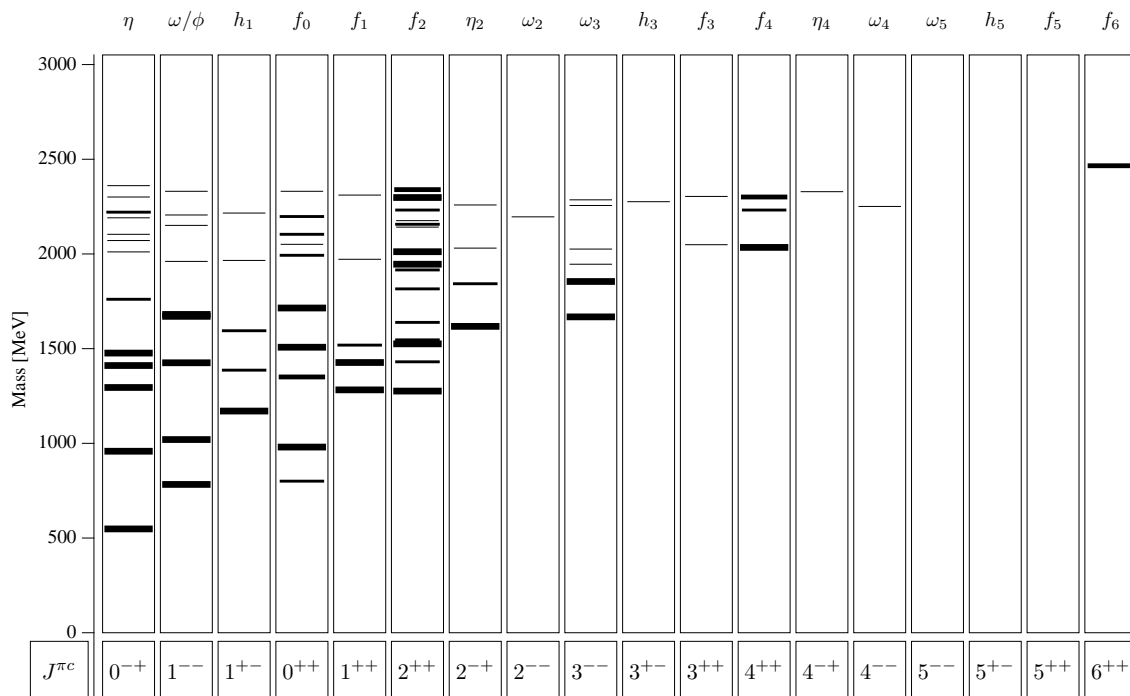 η ω/φ h₁ f₀ f₁ f₂ η₂ ω₂ ω₃ h₃ f₃ f₄ η₄ ω₄ ω₅ h₅ f₅ f₆
3000
2500
2000
1500
1000
500
0
Mass [MeV]
J^{πc} 0⁻⁺ 1⁻⁻ 1⁺⁻ 0⁺⁺ 1⁺⁺ 2⁺⁺ 2⁻⁺ 2⁻⁻ 3⁻⁻ 3⁺⁻ 3⁺⁺ 4⁺⁺ 4⁻⁺ 4⁻⁻ 5⁻⁻ 5⁺⁻ 5⁺⁺ 6⁺⁺